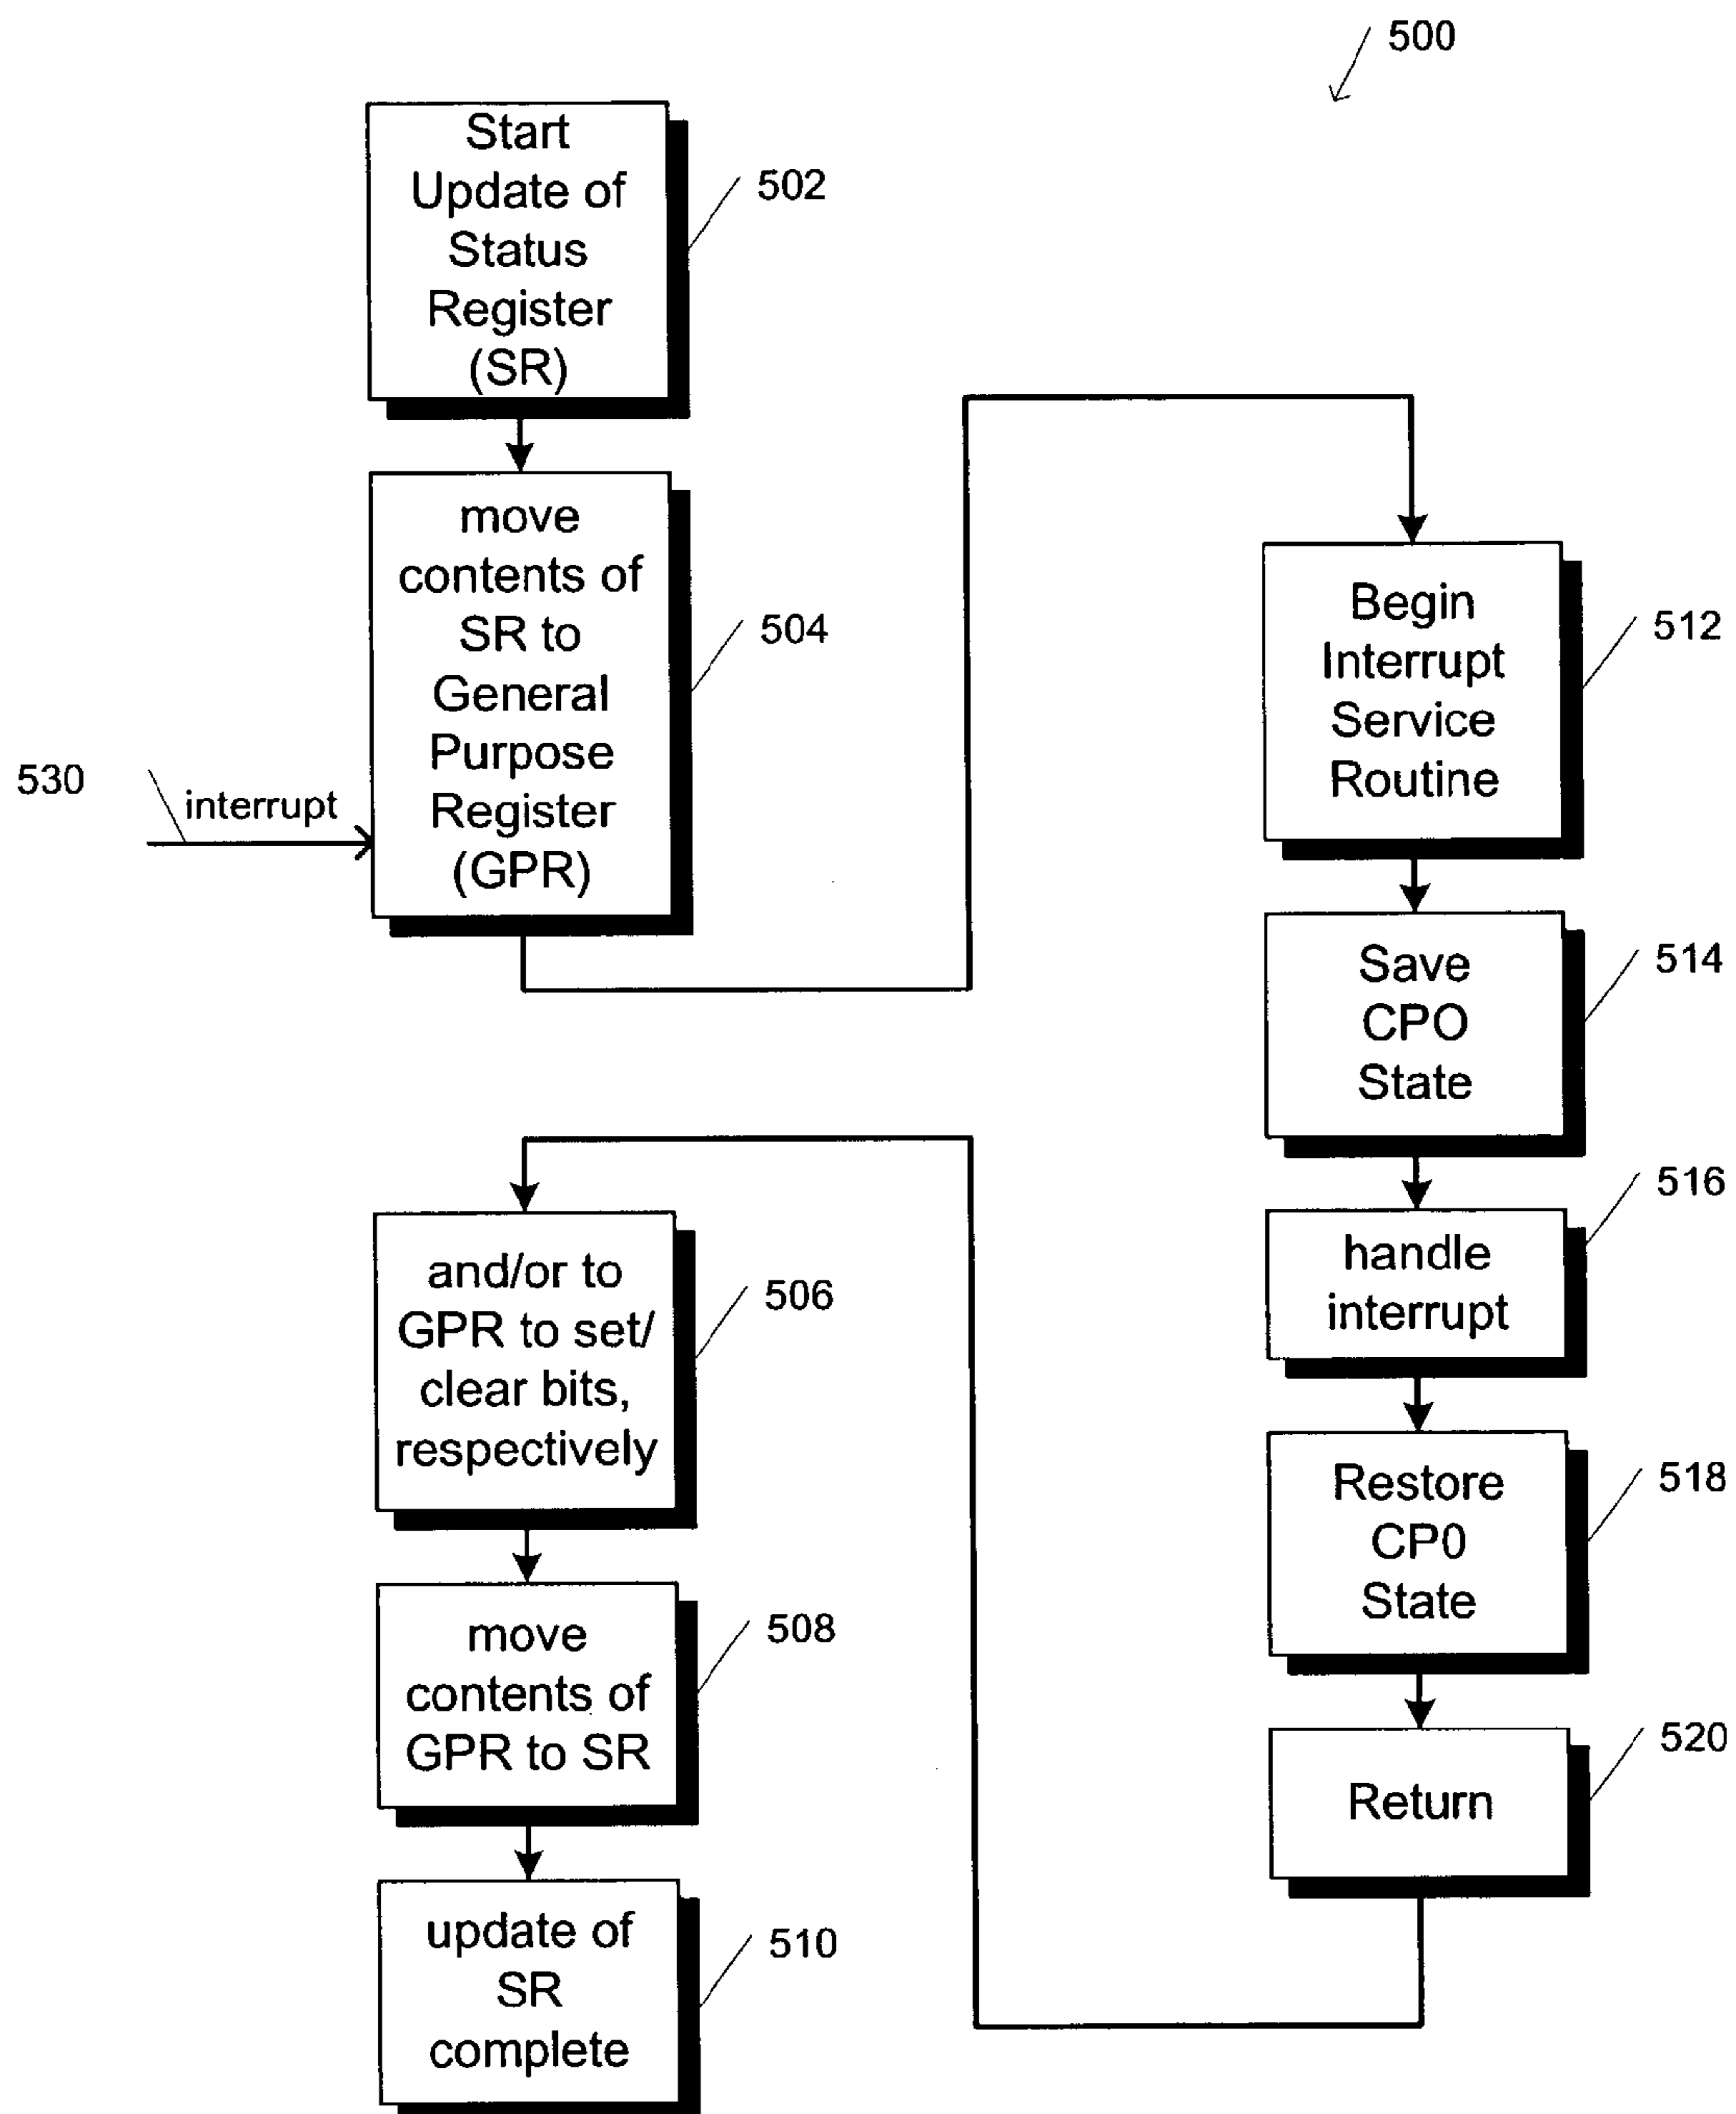 500
Start
Update of
Status
Register
(SR)
502
move
contents of
SR to
General
Purpose
Register
(GPR)
504
530
interrupt
Begin
Interrupt
Service
Routine
512
Save
CPO
State
514
handle
interrupt
516
Restore
CP0
State
518
Return
520
and/or to
GPR to set/
clear bits,
respectively
506
move
contents of
GPR to SR
508
update of
SR
complete
510